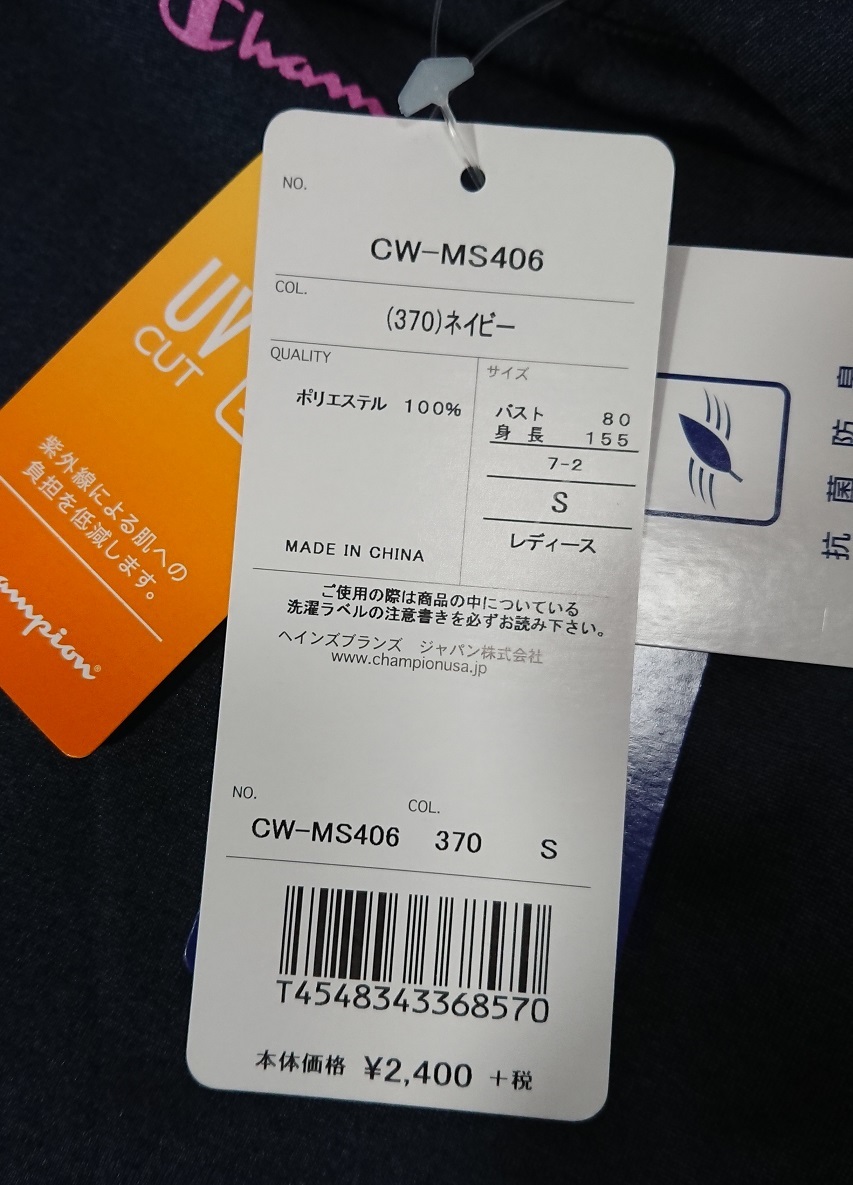 Cham
NO.
CW-MS406
COL.
(370)ネイビー
QUALITY
ポリエステル 100%
サイズ
バスト 80
身長 155
7-2
S
レディース
MADE IN CHINA
ご使用の際は商品の中についている
洗濯ラベルの注意書きを必ずお読み下さい。
ヘインズブランズ ジャパン株式会社
www.championusa.jp
NO.
COL.
CW-MS406 370 S
T4548343368570
本体価格 ¥2,400 +税
UV
CUT
紫外線による肌への
負担を低減します。
ampion®
抗菌防臭